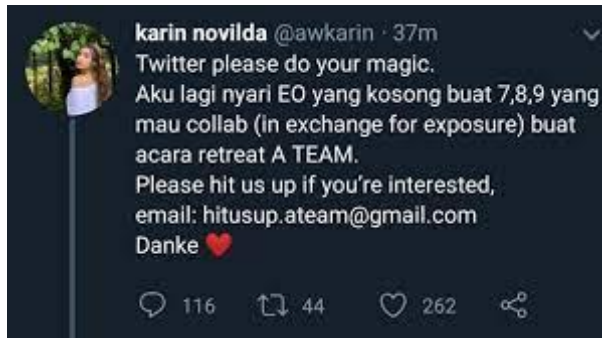 karin novilda @awkarin · 37m
Twitter please do your magic.
Aku lagi nyari EO yang kosong buat 7,8,9 yang
mau collab (in exchange for exposure) buat
acara retreat A TEAM.
Please hit us up if you're interested,
email: hitusup.ateam@gmail.com
Danke ❤️
116 44 262